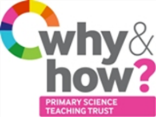 why &
how?
PRIMARY SCIENCE
TEACHING TRUST